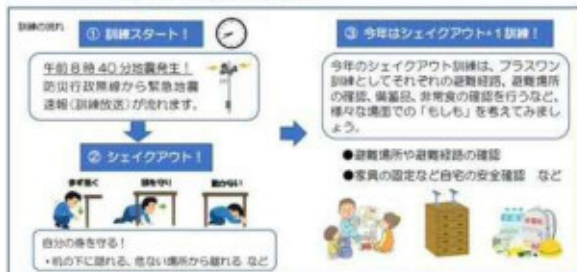 訓練の流れ
① 訓練スタート！
午前8時40分地震発生！
防災行政無線から緊急地震
速報（訓練放送）が流れます。
② シェイクアウト！
まず低く
頭を守り
動かない
自分の身を守る！
・机の下に隠れる、危ない場所から離れる など
③ 今年はシェイクアウト+1訓練！
今年のシェイクアウト訓練は、プラスワン
訓練としてそれぞれの避難経路、避難場所
の確認、備蓄品、非常食の確認を行うなど、
様々な場面での「もしも」を考えてみまし
ょう。
●避難場所や避難経路の確認
●家具の固定など自宅の安全確認 など